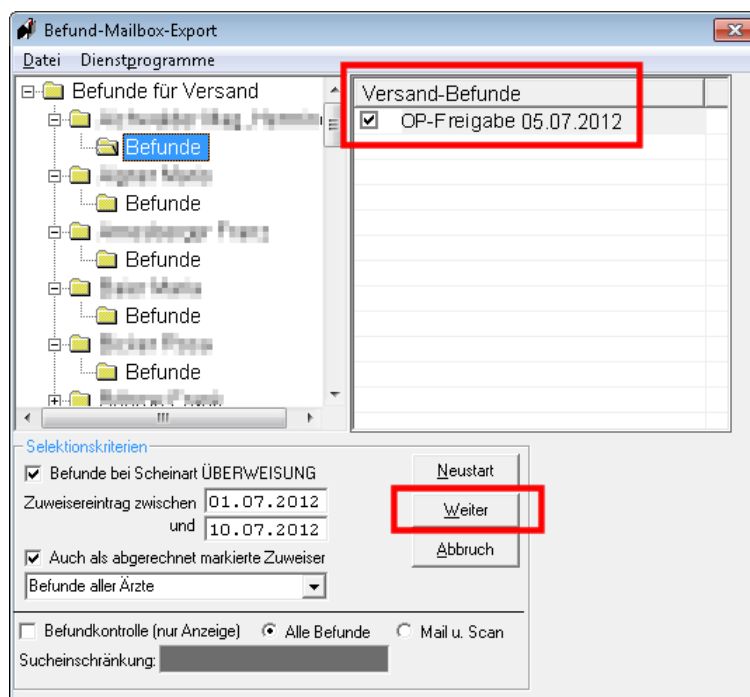 Befund-Mailbox-Export
Datei Dienstprogramme
Befunde für Versand
Befunde
Befunde
Befunde
Befunde
Befunde
Versand-Befunde
OP-Freigabe 05.07.2012
Selektionskriterien
Befunde bei Scheinart ÜBERWEISUNG
Zuweisereintrag zwischen 01.07.2012
und 10.07.2012
Auch als abgerechnet markierte Zuweiser
Befunde aller Ärzte
Neustart
Weiter
Abbruch
Befundkontrolle (nur Anzeige) Alle Befunde Mail u. Scan
Sucheinschränkung: